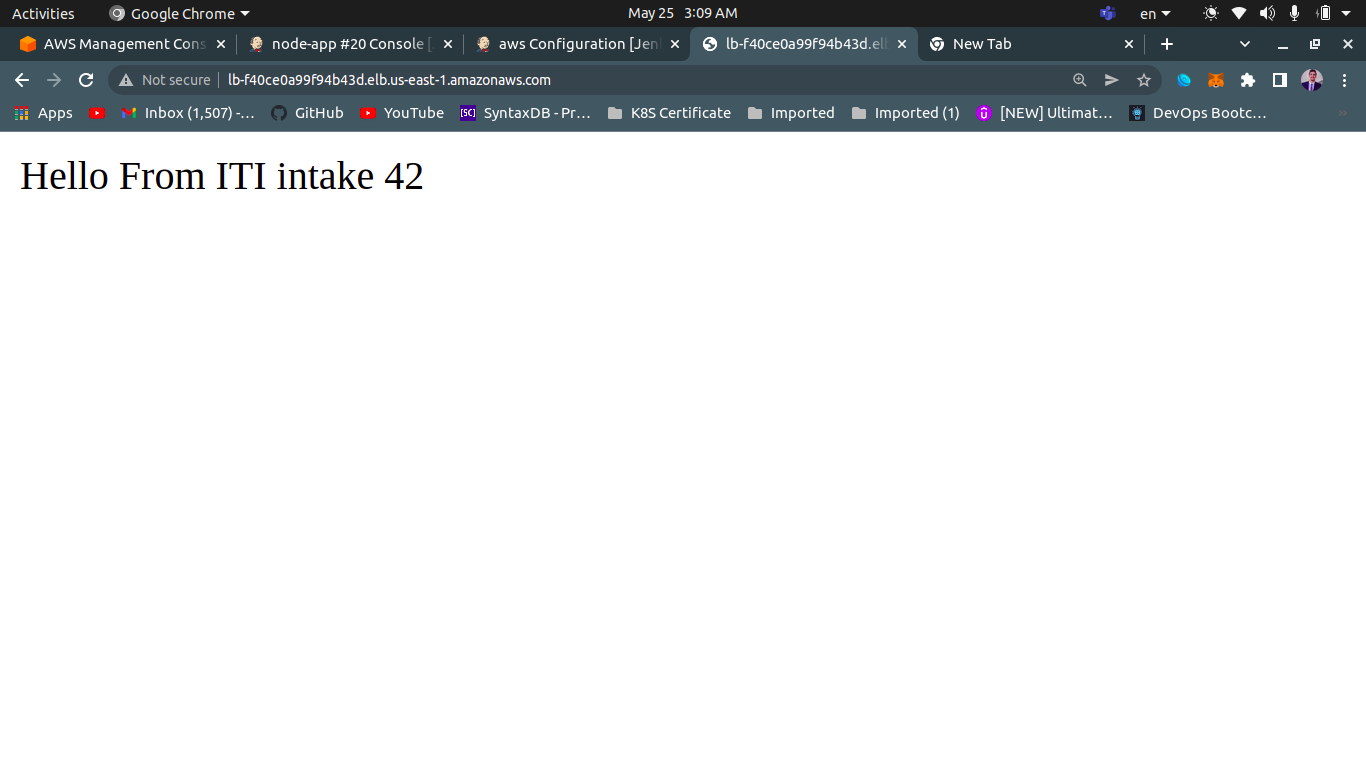 Activities Google Chrome May 25 3:09 AM en
AWS Management Cons node-app #20 Console [ aws Configuration [Jen lb-f40ce0a99f94b43d.el New Tab
Not secure lb-f40ce0a99f94b43d.elb.us-east-1.amazonaws.com
Apps Inbox (1,507) -... GitHub YouTube [SC] SyntaxDB - Pr... K8S Certificate Imported Imported (1) [NEW] Ultimat... DevOps Bootc... »
Hello From ITI intake 42